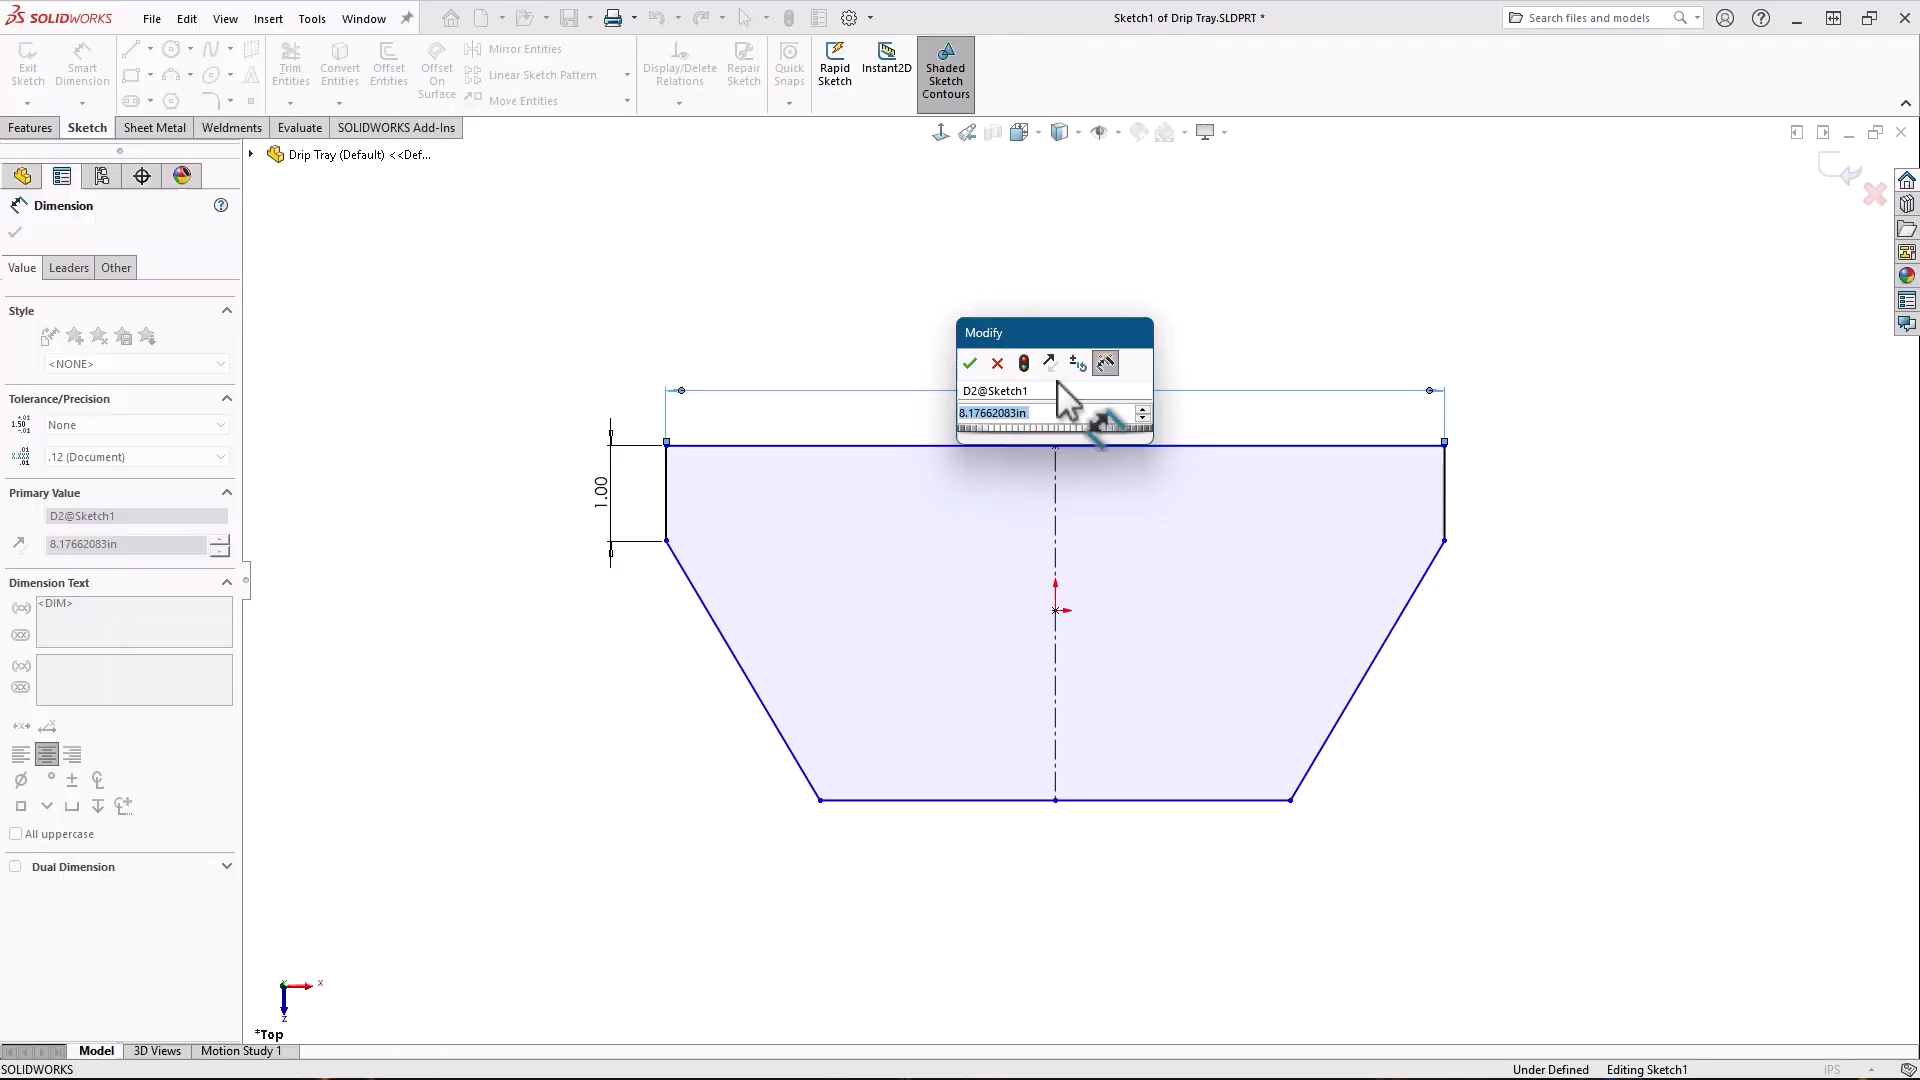 SOLIDWORKS
File Edit View Insert Tools Window
Sketch1 of Drip Tray.SLDPRT *
Search files and models
Exit Sketch
Smart Dimension
Trim Entities
Convert Entities
Offset Entities
Offset On Surface
Mirror Entities
Linear Sketch Pattern
Move Entities
Display/Delete Relations
Repair Sketch
Quick Snaps
Rapid Sketch
Instant2D
Shaded Sketch Contours
Features Sketch Sheet Metal Weldments Evaluate SOLIDWORKS Add-Ins
Drip Tray (Default) <<Def...
Dimension
Value Leaders Other
Style
<NONE>
Tolerance/Precision
None
.12 (Document)
Primary Value
D2@Sketch1
8.17662083in
Dimension Text
<DIM>
All uppercase
Dual Dimension
Modify
D2@Sketch1
8.17662083in
1.00
x
z
*Top
Model 3D Views Motion Study 1
SOLIDWORKS
Under Defined Editing Sketch1 IPS